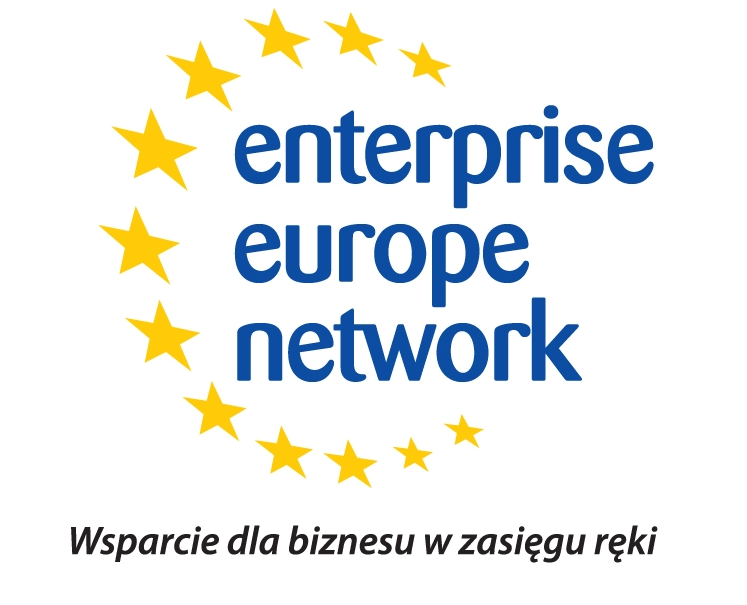 enterprise
europe
network
Wsparcie dla biznesu w zasięgu ręki